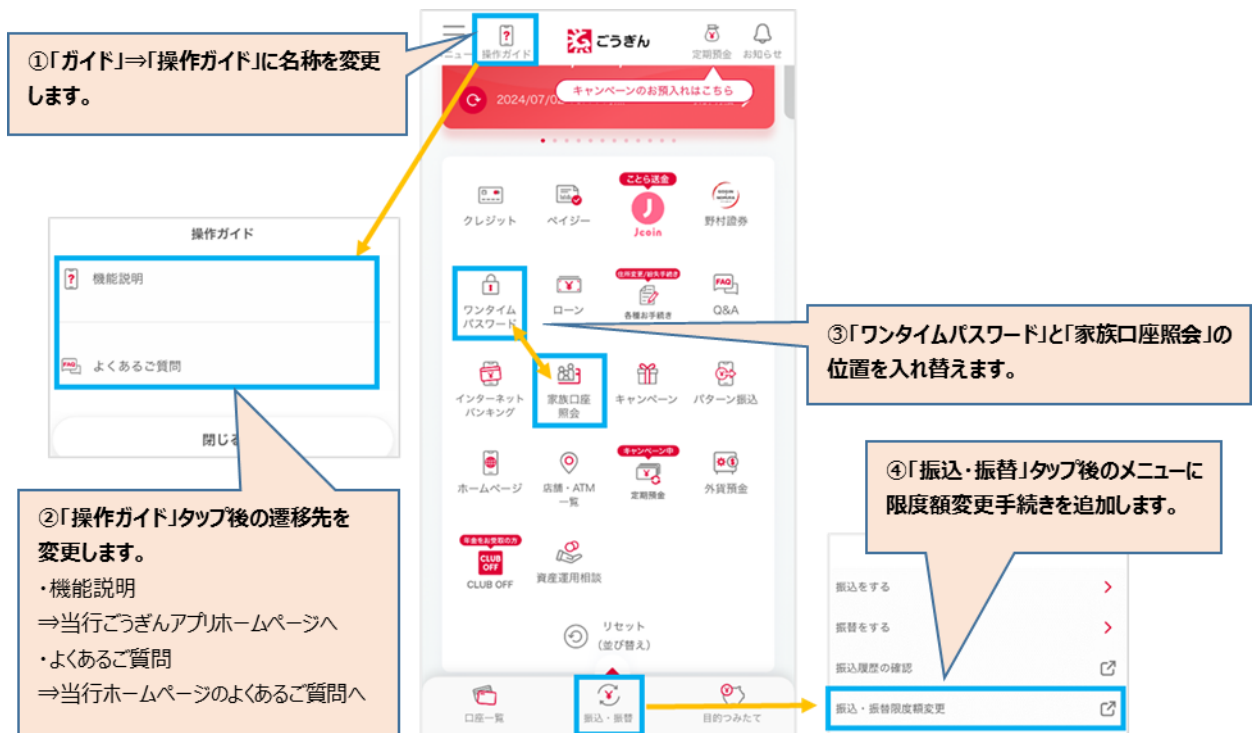 ①「ガイド」⇒「操作ガイド」に名称を変更
します。
操作ガイド
機能説明
よくあるご質問
閉じる
②「操作ガイド」タップ後の遷移先を
変更します。
・機能説明
⇒当行ごうぎんアプリホームページへ
・よくあるご質問
⇒当行ホームページのよくあるご質問へ
ニュー 操作ガイド ごうぎん 定期預金 お知らせ
キャンペーンのお預入れはこちら
2024/07/02
ことら送金
クレジット ペイジー Jcoin 野村證券
住所変更/紛失手続き
FAQ
ワンタイム
パスワード
ローン 各種お手続き Q&A
インターネット
バンキング
家族口座
照会
キャンペーン パターン振込
キャンペーン中
ホームページ 店舗・ATM
一覧
定期預金 外貨預金
年金をお受取の方
CLUB
OFF
CLUB OFF 資産運用相談
リセット
(並び替え)
口座一覧 振込・振替 目的つみたて
③「ワンタイムパスワード」と「家族口座照会」の
位置を入れ替えます。
④「振込・振替」タップ後のメニューに
限度額変更手続きを追加します。
振込をする
振替をする
振込履歴の確認
振込・振替限度額変更